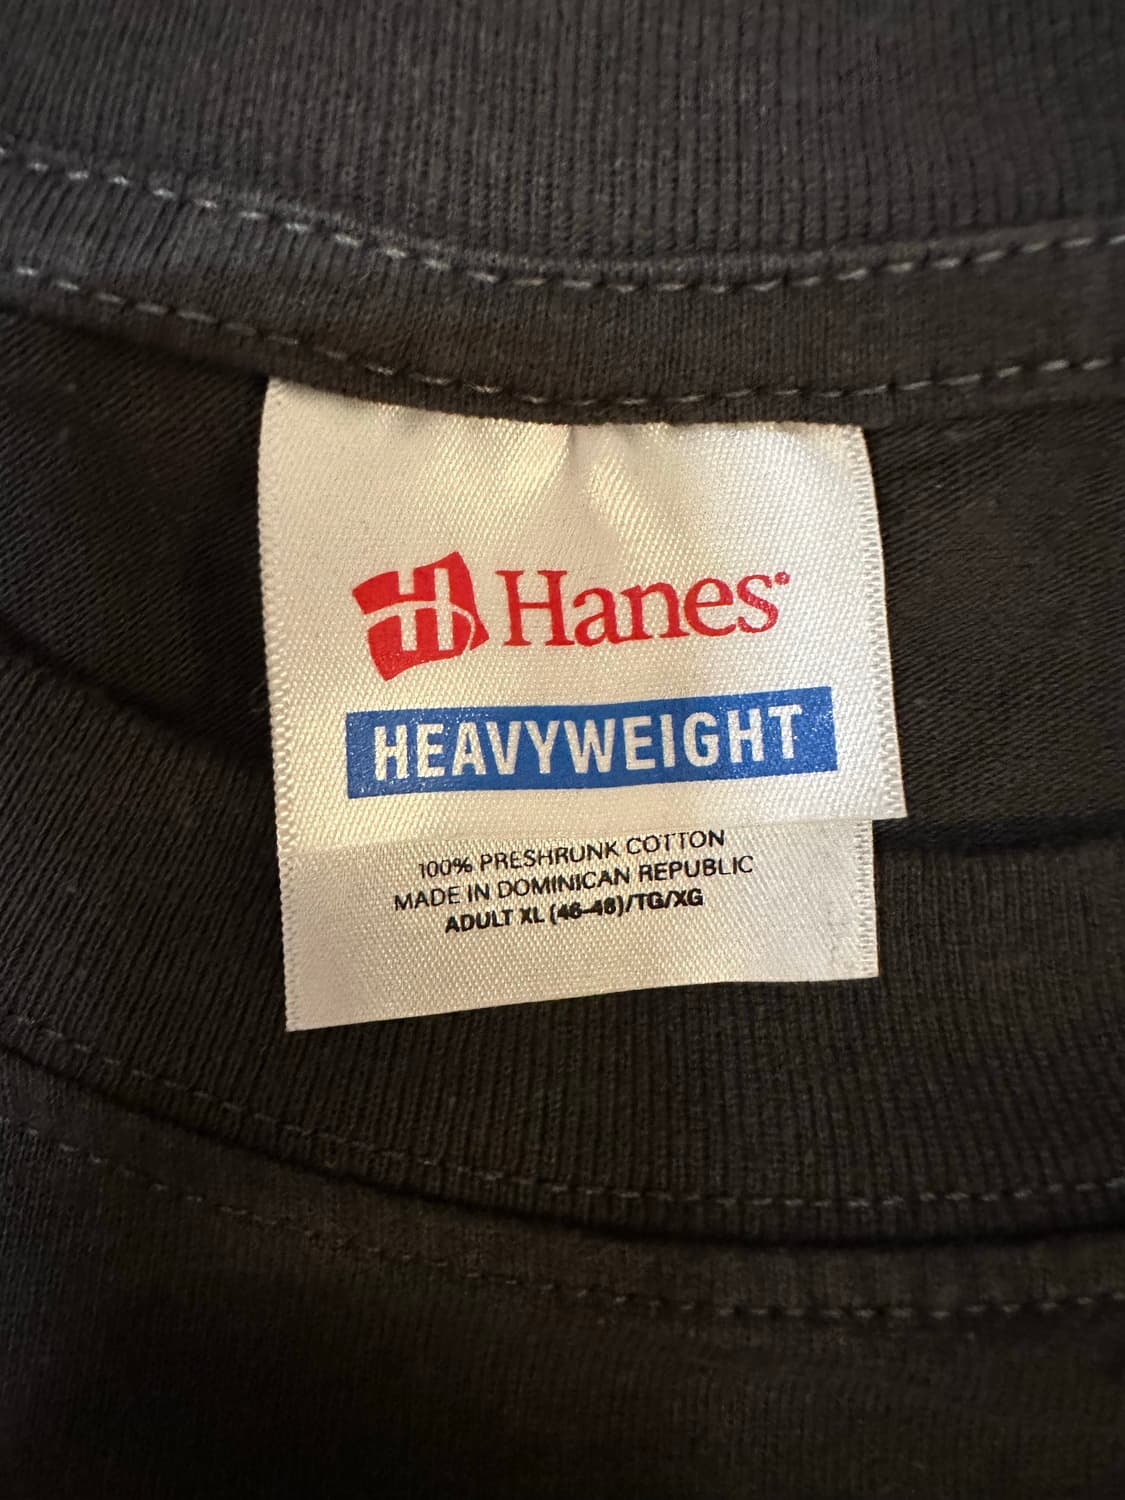 Hanes
HEAVYWEIGHT
100% PRESHRUNK COTTON
MADE IN DOMINICAN REPUBLIC
ADULT XL (46-48)/TG/XG